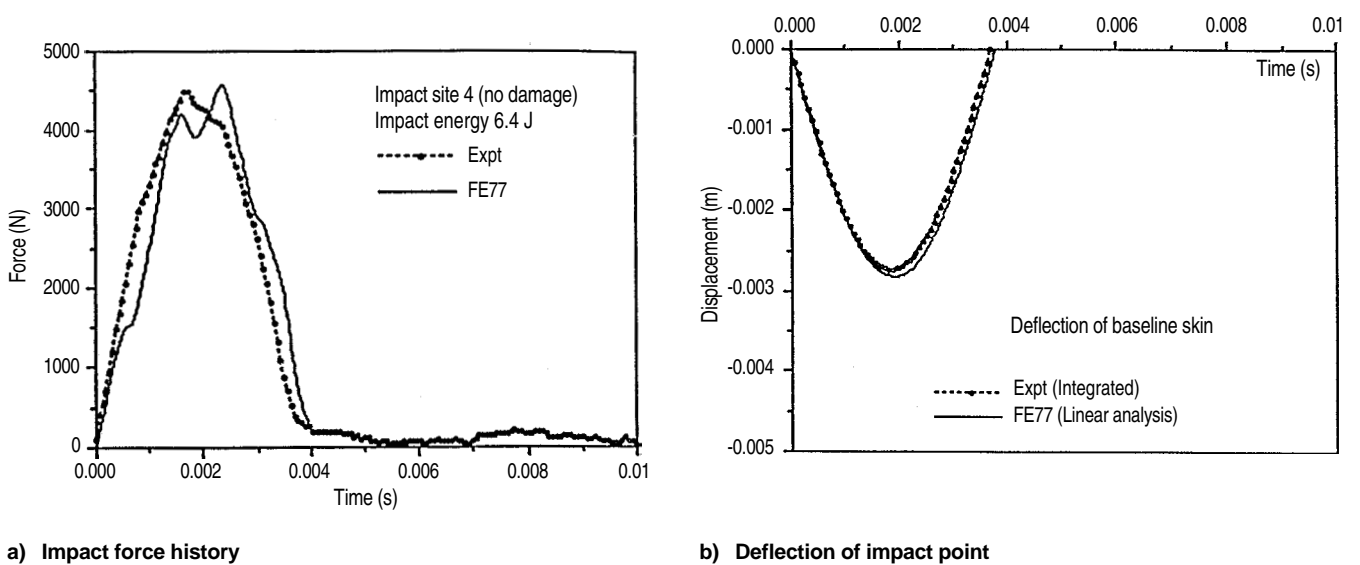 5000
4000
3000
2000
1000
0
Force (N)
0.000
0.002
0.004
0.006
0.008
0.01
Time (s)
Impact site 4 (no damage)
Impact energy 6.4 J
Expt
FE77
a) Impact force history
0.000
0.002
0.004
0.006
0.008
0.01
Time (s)
0.000
-0.001
-0.002
-0.003
-0.004
-0.005
Displacement (m)
Deflection of baseline skin
Expt (Integrated)
FE77 (Linear analysis)
b) Deflection of impact point